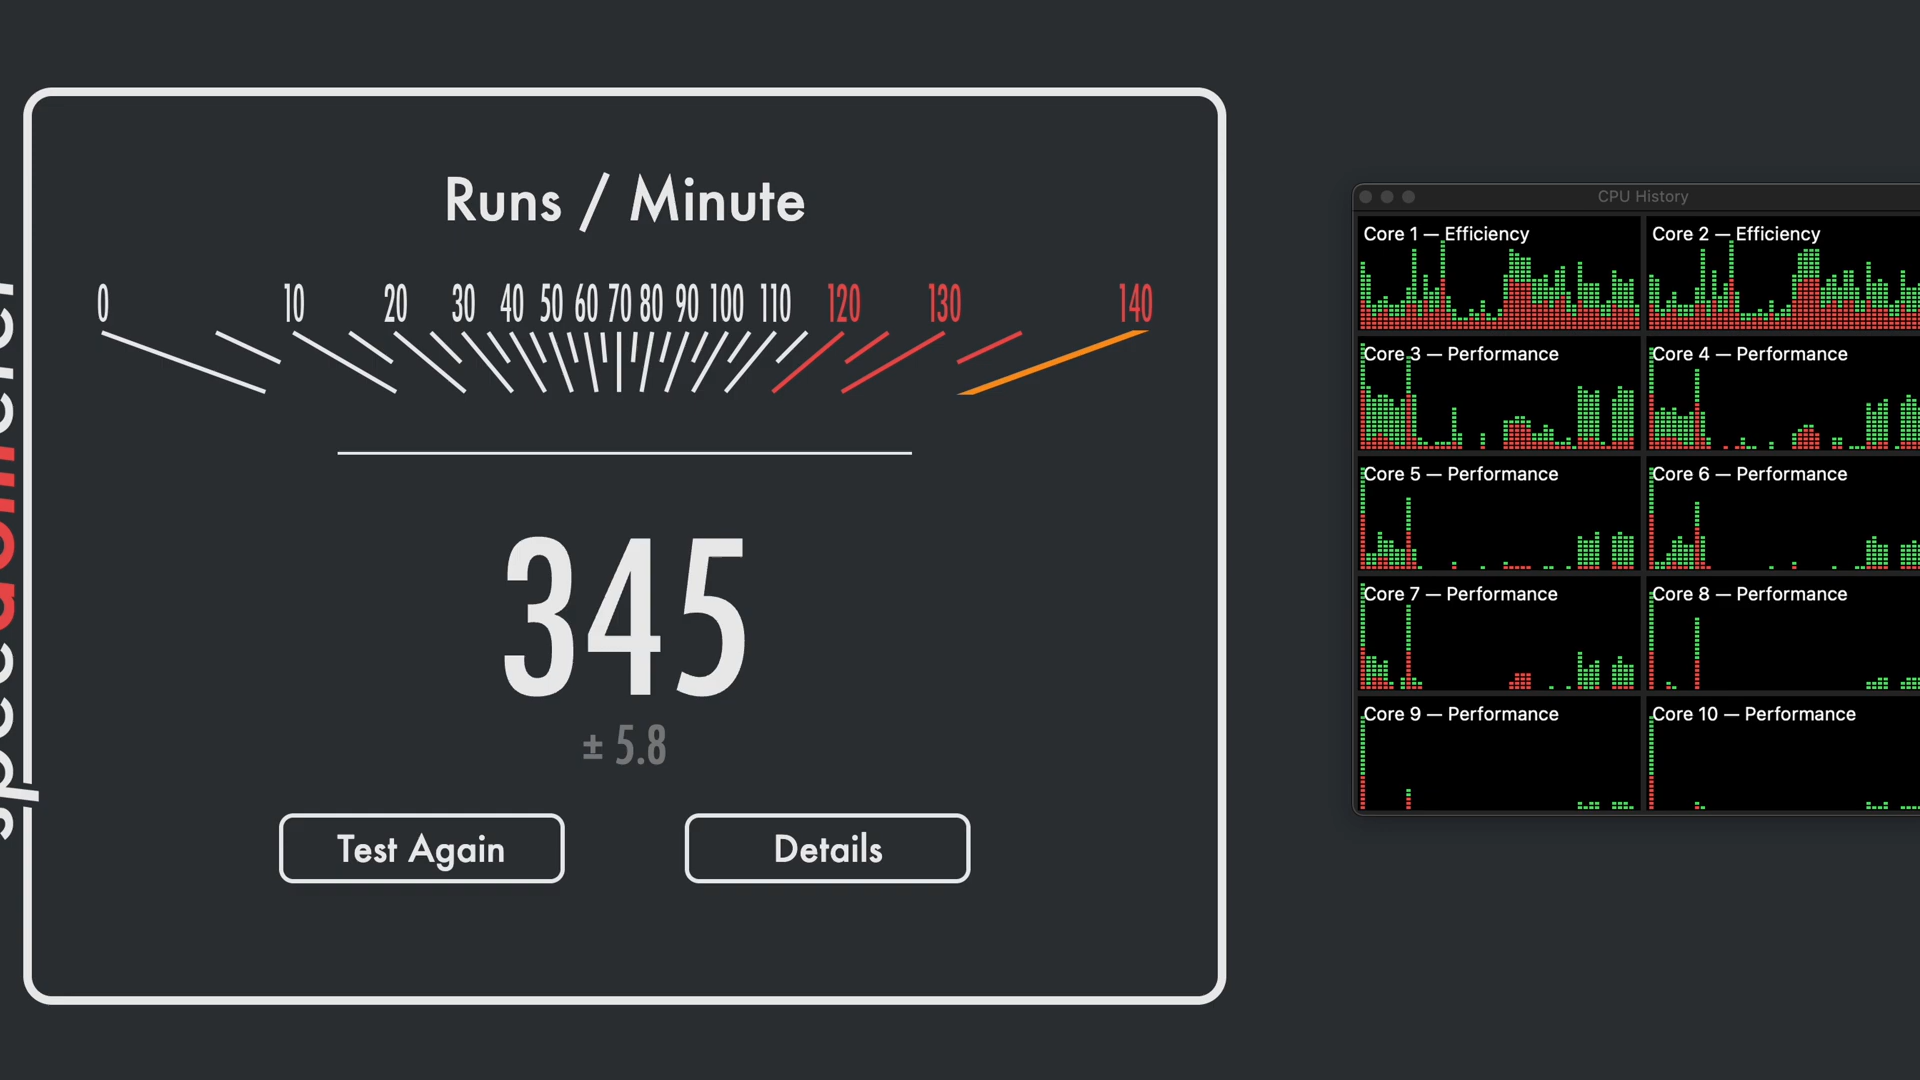 Speedometer
Runs / Minute
0 10 20 30 40 50 60 70 80 90 100 110 120 130 140
345
± 5.8
Test Again
Details
CPU History
Core 1 — Efficiency
Core 2 — Efficiency
Core 3 — Performance
Core 4 — Performance
Core 5 — Performance
Core 6 — Performance
Core 7 — Performance
Core 8 — Performance
Core 9 — Performance
Core 10 — Performance